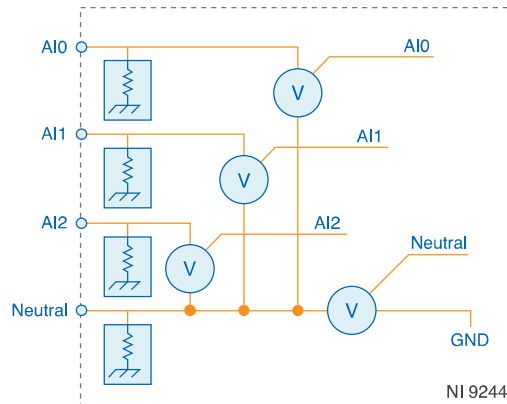 AI0
AI0
V
AI1
AI1
V
AI2
AI2
V
Neutral
Neutral
V
GND
NI 9244